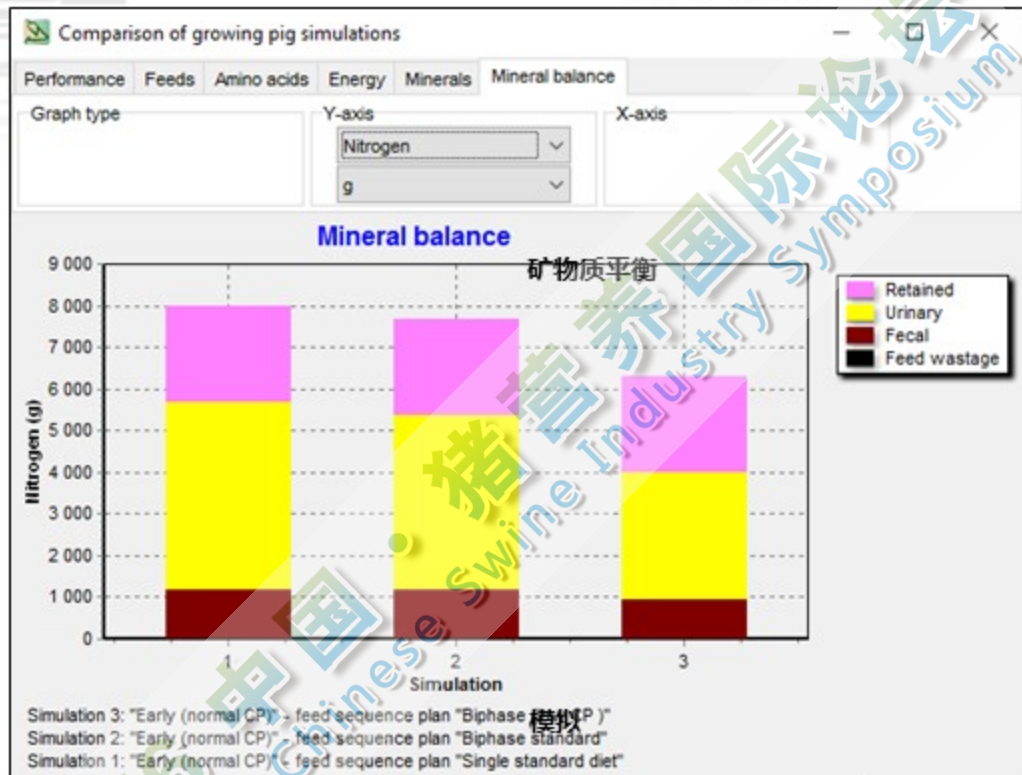 Comparison of growing pig simulations
Performance Feeds Amino acids Energy Minerals Mineral balance
Graph type Y-axis X-axis
Nitrogen
g
Mineral balance
矿物质平衡
9 000
8 000
7 000
6 000
5 000
4 000
3 000
2 000
1 000
0
Nitrogen (g)
1 2 3
Simulation
模拟
Retained
Urinary
Fecal
Feed wastage
Simulation 3: "Early (normal CP)" - feed sequence plan "Biphase CP )"
Simulation 2: "Early (normal CP)" - feed sequence plan "Biphase standard"
Simulation 1: "Early (normal CP)" - feed sequence plan "Single standard diet"
中国·猪营养国际论坛
Chinese Swine Industry Symposium